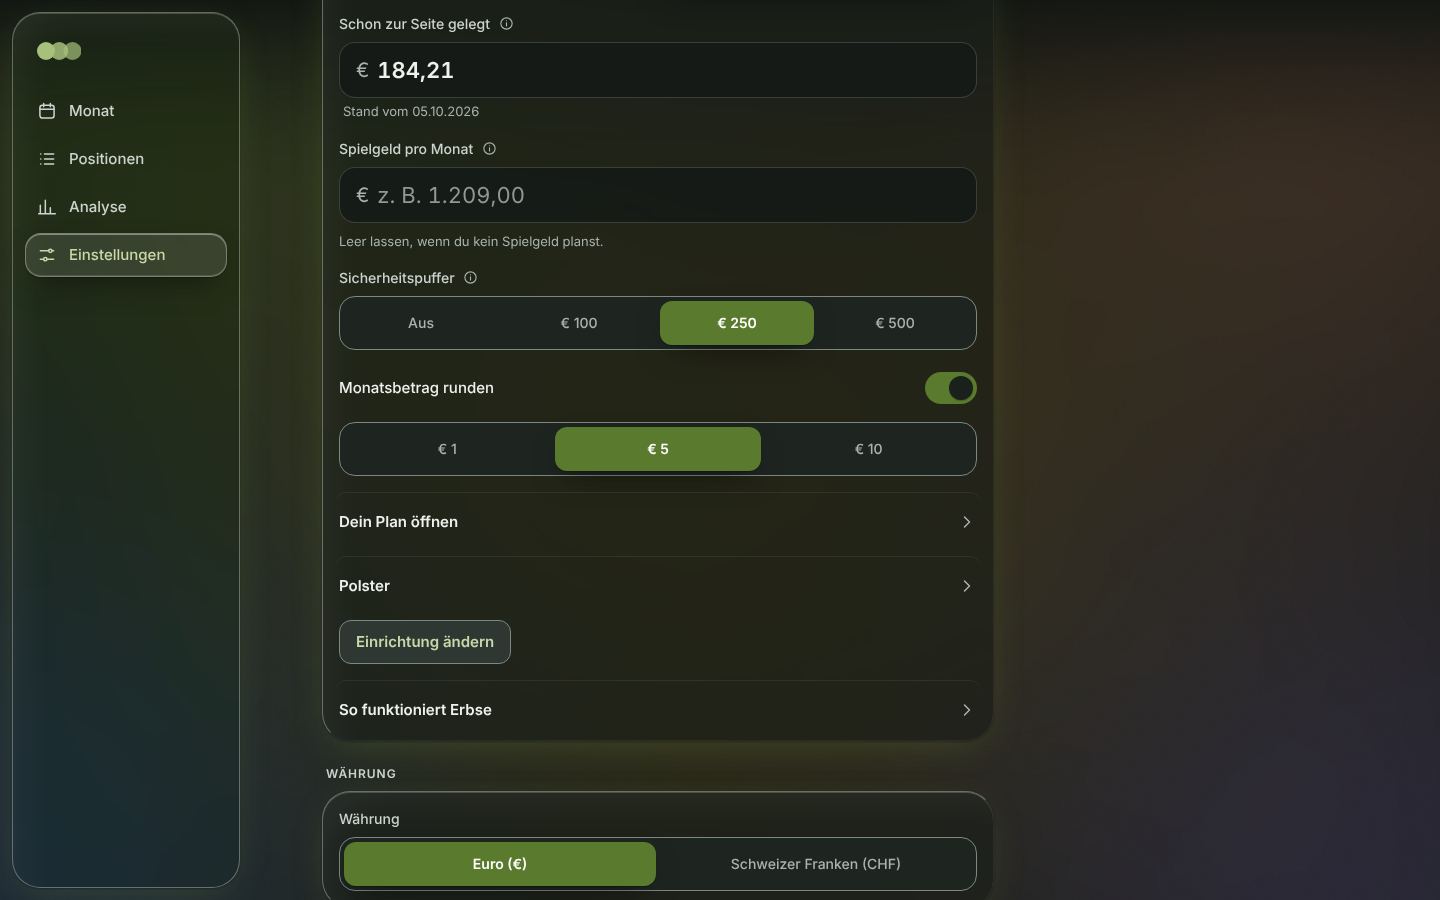 Monat
Positionen
Analyse
Einstellungen
Schon zur Seite gelegt
€ 184,21
Stand vom 05.10.2026
Spielgeld pro Monat
€ z. B. 1.209,00
Leer lassen, wenn du kein Spielgeld planst.
Sicherheitspuffer
Aus € 100 € 250 € 500
Monatsbetrag runden
€ 1 € 5 € 10
Dein Plan öffnen
Polster
Einrichtung ändern
So funktioniert Erbse
WÄHRUNG
Währung
Euro (€) Schweizer Franken (CHF)